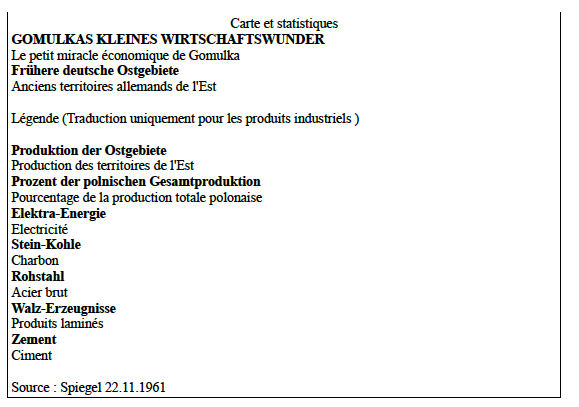 Carte et statistiques
GOMULKAS KLEINES WIRTSCHAFTSWUNDER
Le petit miracle économique de Gomulka
Frühere deutsche Ostgebiete
Anciens territoires allemands de l'Est
Légende (Traduction uniquement pour les produits industriels )
Produktion der Ostgebiete
Production des territoires de l'Est
Prozent der polnischen Gesamtproduktion
Pourcentage de la production totale polonaise
Elektra-Energie
Electricité
Stein-Kohle
Charbon
Rohstahl
Acier brut
Walz-Erzeugnisse
Produits laminés
Zement
Ciment
Source : Spiegel 22.11.1961